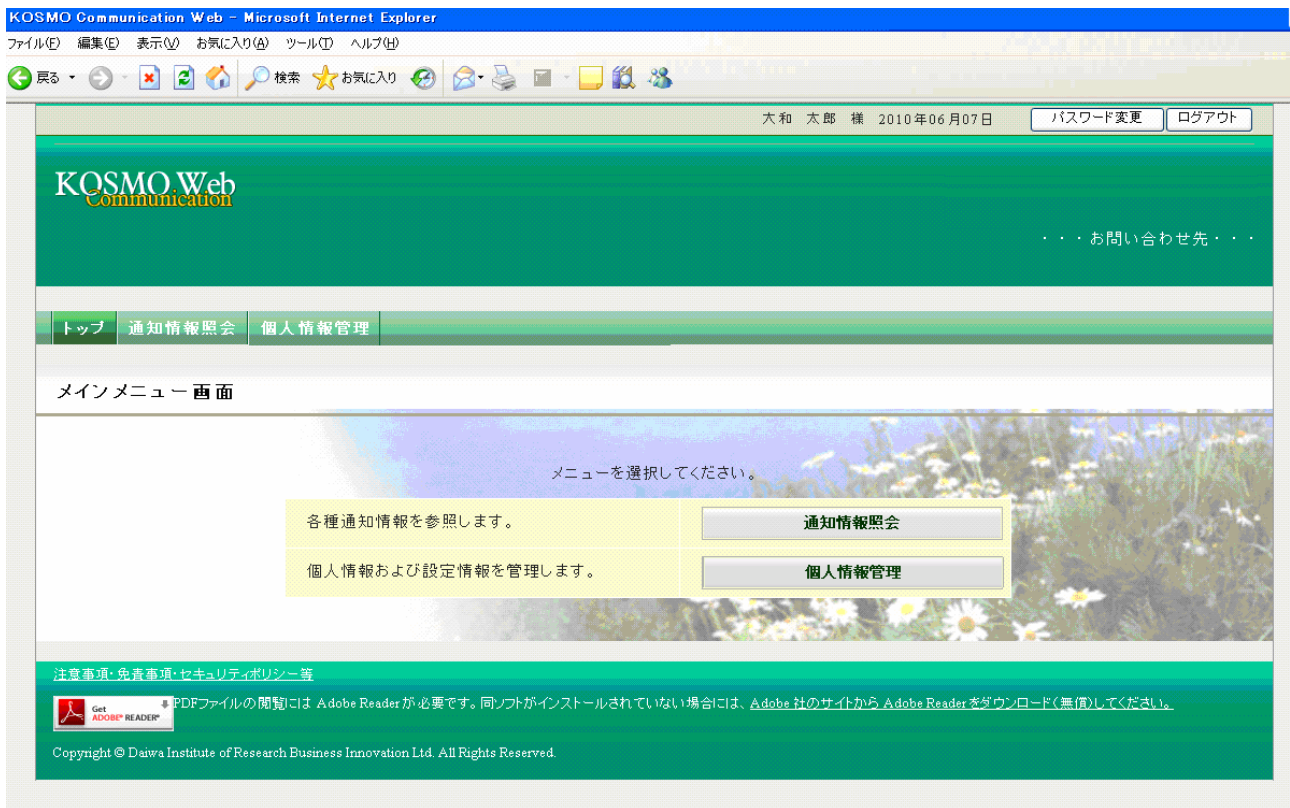 KOSMO Communication Web - Microsoft Internet Explorer
ファイル(F) 編集(E) 表示(V) お気に入り(A) ツール(T) ヘルプ(H)
戻る 検索 お気に入り
大和 太郎 様 2010年06月07日 パスワード変更 ログアウト
KOSMO Web
Communication
・・・お問い合わせ先・・・
トップ 通知情報照会 個人情報管理
メインメニュー画面
メニューを選択してください。
各種通知情報を参照します。 通知情報照会
個人情報および設定情報を管理します。 個人情報管理
注意事項・免責事項・セキュリティポリシー等
Get ADOBE® READER® PDFファイルの閲覧には Adobe Readerが必要です。同ソフトがインストールされていない場合には、Adobe 社のサイトから Adobe Readerをダウンロード(無償)してください。
Copyright © Daiwa Institute of Research Business Innovation Ltd. All Rights Reserved.